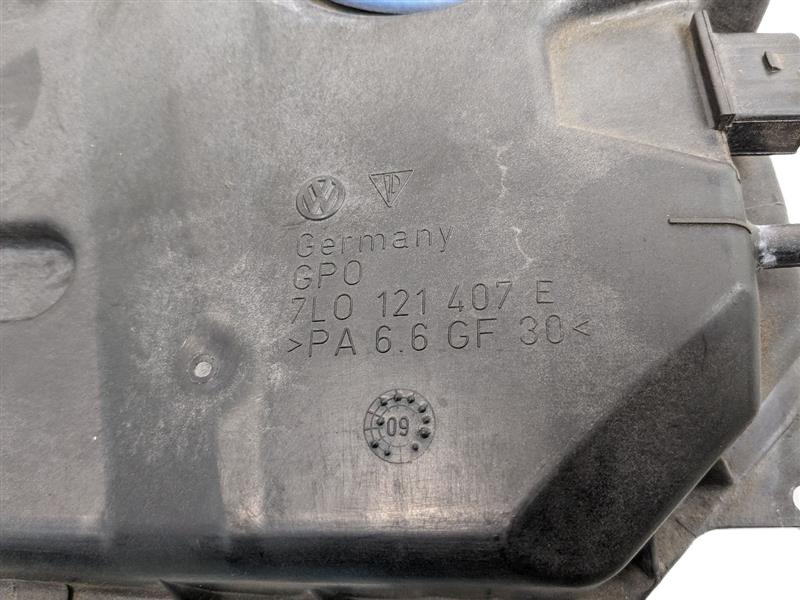 Germany
GPO
7L0 121 407 E
>PA 6.6 GF 30<
09